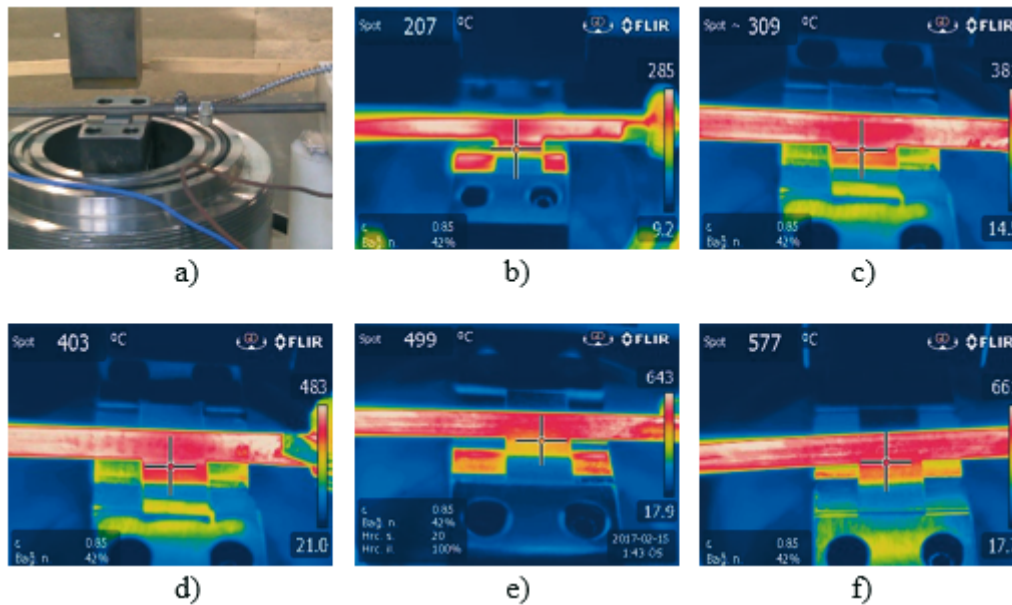 Spot 207 °C FLIR
285
ε 0.85
Bağ. n 42%
9.2
Spot ~ 309 °C FLIR
38
ε 0.85
Bağ. n 42%
14.
a)
b)
c)
Spot 403 °C FLIR
483
ε 0.85
Bağ. n 42%
21.0
Spot 499 °C FLIR
643
ε 0.85
Bağ. n 42%
Hrc. s. 20
Hrc. il. 100%
17.9
2017-02-15
1:43:05
Spot 577 °C FLIR
66
ε 0.85
Bağ. n 42%
17.
d)
e)
f)